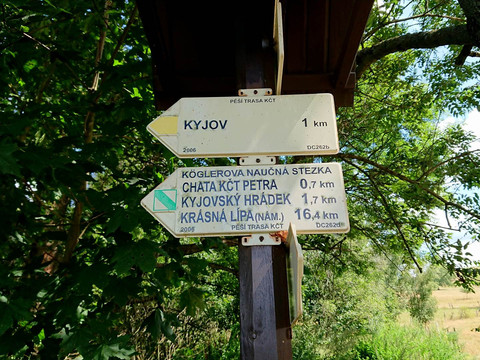 PĚŠÍ TRASA KČT
KYJOV 1 km
2006 DC262b
KÖGLEROVA NAUČNÁ STEZKA
CHATA KČT PETRA 0,7 km
KYJOVSKÝ HRÁDEK 1,7 km
KRÁSNÁ LÍPA (NÁM.) 16,4 km
2006 PĚŠÍ TRASA KČT DC262D